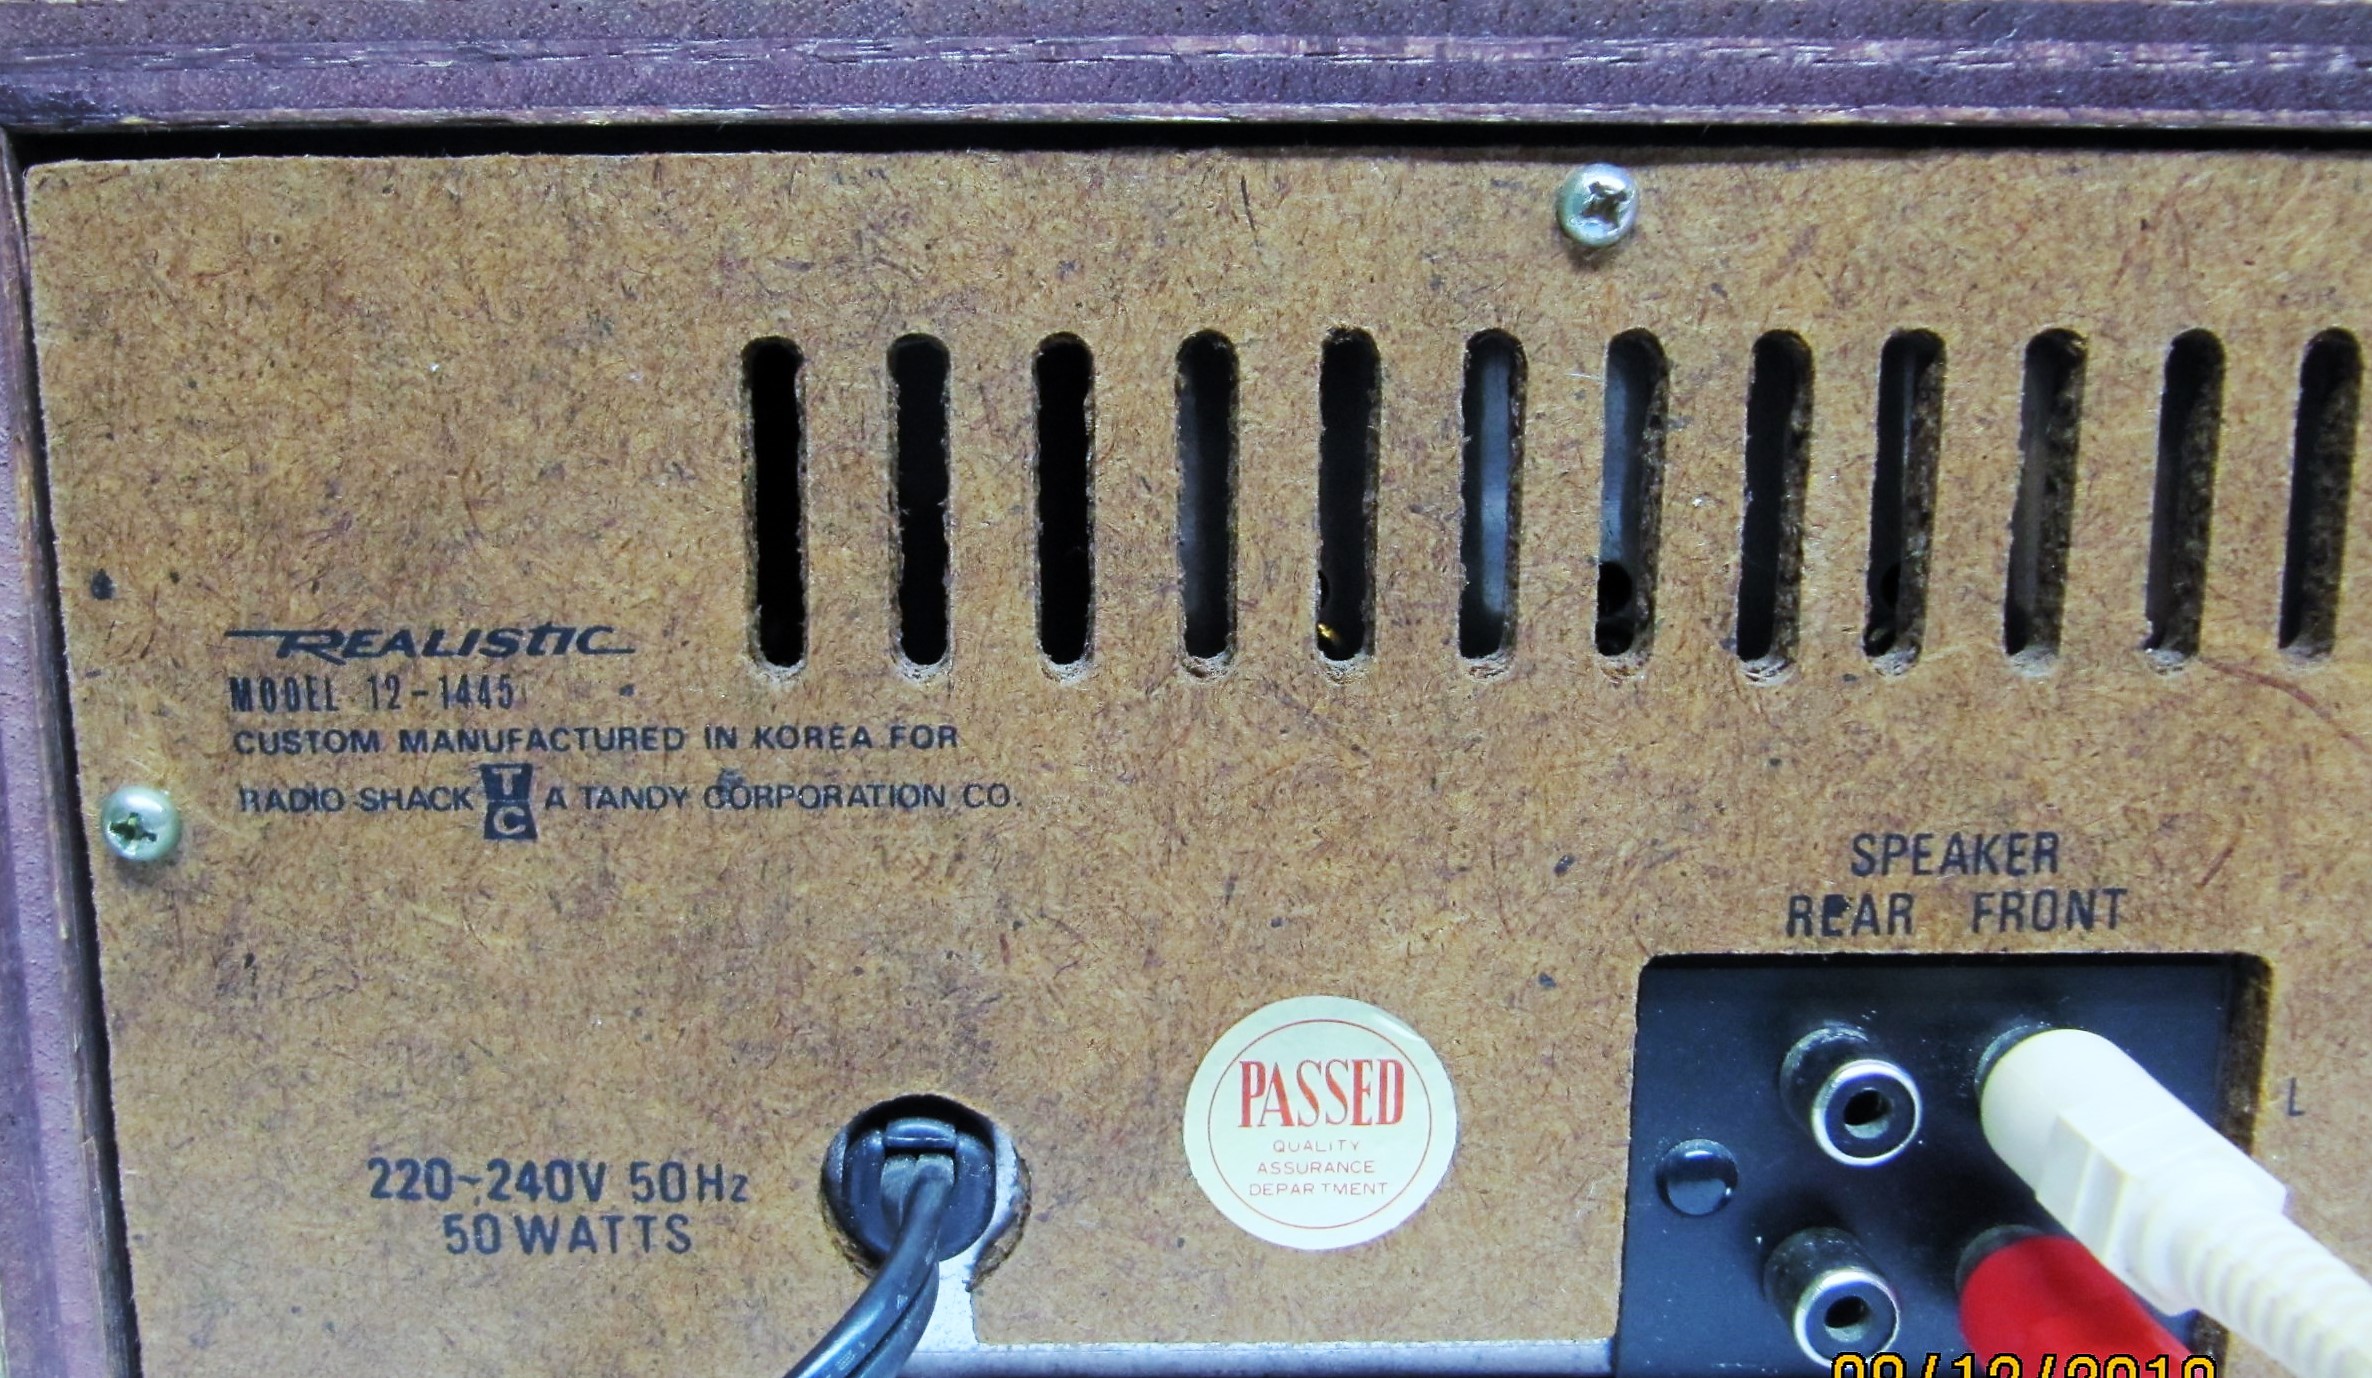 REALISTIC
MODEL 12-1445
CUSTOM MANUFACTURED IN KOREA FOR
RADIO SHACK TC A TANDY CORPORATION CO.
SPEAKER
REAR FRONT
L
PASSED
QUALITY
ASSURANCE
DEPARTMENT
220~240V 50Hz
50 WATTS